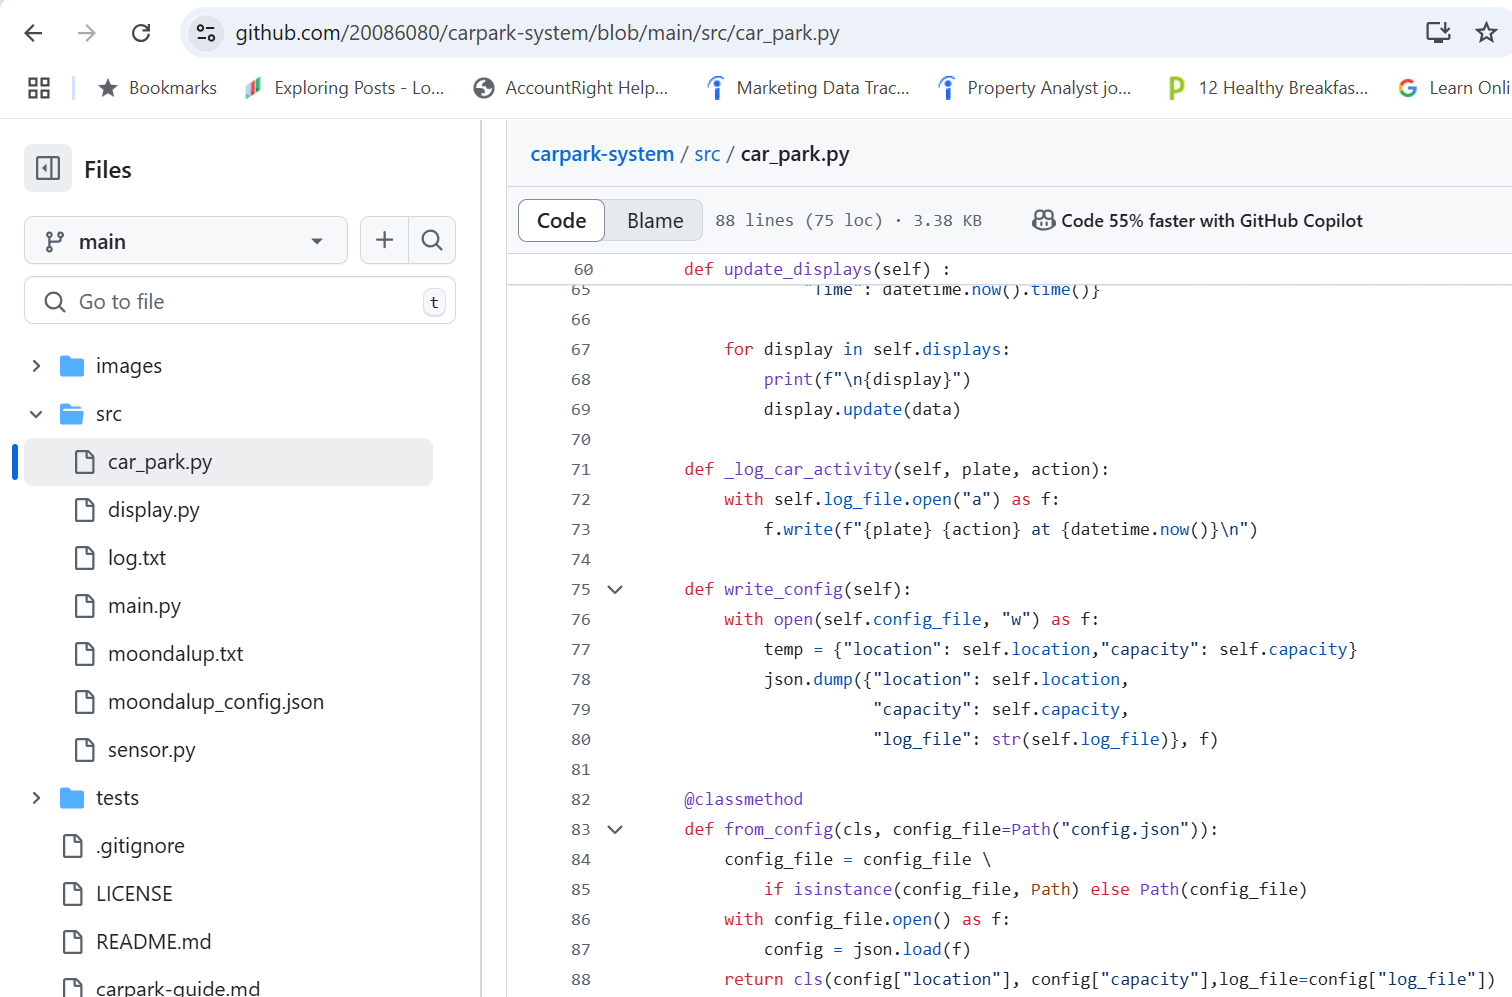 github.com/20086080/carpark-system/blob/main/src/car_park.py
Bookmarks
Exploring Posts - Lo...
AccountRight Help...
Marketing Data Trac...
Property Analyst jo...
12 Healthy Breakfas...
Learn Onli
Files
main
Go to file
t
images
src
car_park.py
display.py
log.txt
main.py
moondalup.txt
moondalup_config.json
sensor.py
tests
.gitignore
LICENSE
README.md
carpark-guide.md
carpark-system / src / car_park.py
Code
Blame
88 lines (75 loc) · 3.38 KB
Code 55% faster with GitHub Copilot
60 def update_displays(self) :
65 "Time": datetime.now().time()}
66
67 for display in self.displays:
68 print(f"\n{display}")
69 display.update(data)
70
71 def _log_car_activity(self, plate, action):
72 with self.log_file.open("a") as f:
73 f.write(f"{plate} {action} at {datetime.now()}\n")
74
75 def write_config(self):
76 with open(self.config_file, "w") as f:
77 temp = {"location": self.location,"capacity": self.capacity}
78 json.dump({"location": self.location,
79 "capacity": self.capacity,
80 "log_file": str(self.log_file)}, f)
81
82 @classmethod
83 def from_config(cls, config_file=Path("config.json")):
84 config_file = config_file \
85 if isinstance(config_file, Path) else Path(config_file)
86 with config_file.open() as f:
87 config = json.load(f)
88 return cls(config["location"], config["capacity"],log_file=config["log_file"])